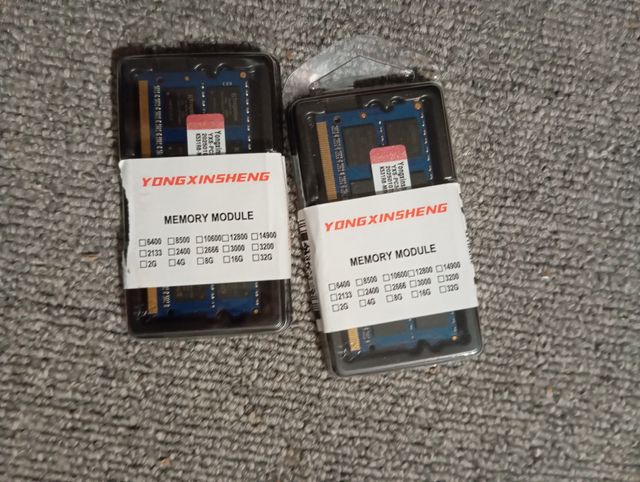 YONGXINSHENG
MEMORY MODULE
□6400 □8500 □10600 □12800 □14900
□2133 □2400 □2666 □3000 □3200
□2G □4G □8G □16G □32G
YONGXINSHENG
MEMORY MODULE
□6400 □8500 □10600 □12800 □14900
□2133 □2400 □2666 □3000 □3200
□2G □4G □8G □16G □32G